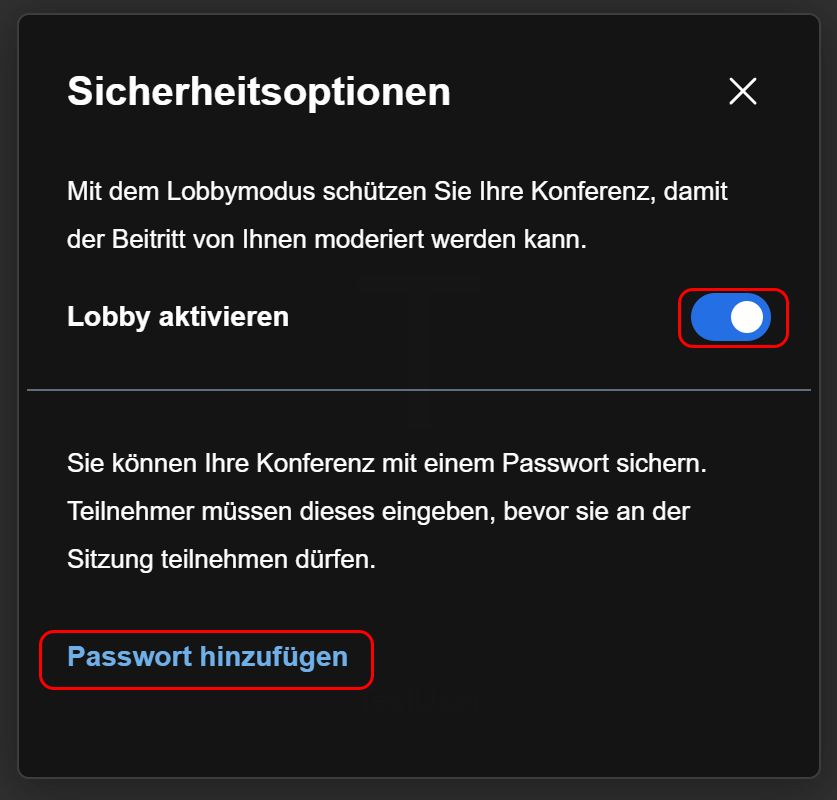 Sicherheitsoptionen
Mit dem Lobbymodus schützen Sie Ihre Konferenz, damit
der Beitritt von Ihnen moderiert werden kann.
Lobby aktivieren
Sie können Ihre Konferenz mit einem Passwort sichern.
Teilnehmer müssen dieses eingeben, bevor sie an der
Sitzung teilnehmen dürfen.
Passwort hinzufügen